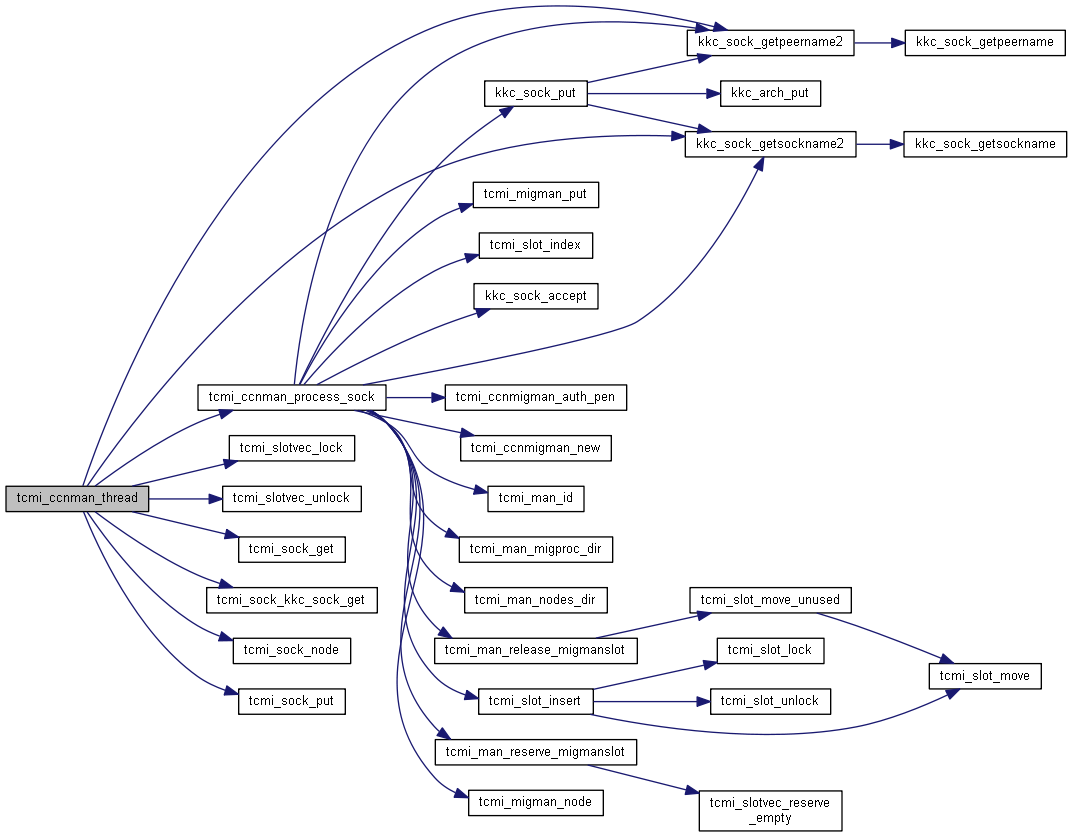 kkc_sock_getpeername2
kkc_sock_getpeername
kkc_sock_put
kkc_arch_put
kkc_sock_getsockname2
kkc_sock_getsockname
tcmi_migman_put
tcmi_slot_index
kkc_sock_accept
tcmi_ccnman_process_sock
tcmi_ccnmigman_auth_pen
tcmi_slotvec_lock
tcmi_ccnmigman_new
tcmi_ccnman_thread
tcmi_slotvec_unlock
tcmi_man_id
tcmi_sock_get
tcmi_man_migproc_dir
tcmi_sock_kkc_sock_get
tcmi_man_nodes_dir
tcmi_slot_move_unused
tcmi_sock_node
tcmi_man_release_migmanslot
tcmi_slot_lock
tcmi_slot_move
tcmi_sock_put
tcmi_slot_insert
tcmi_slot_unlock
tcmi_man_reserve_migmanslot
tcmi_migman_node
tcmi_slotvec_reserve
_empty